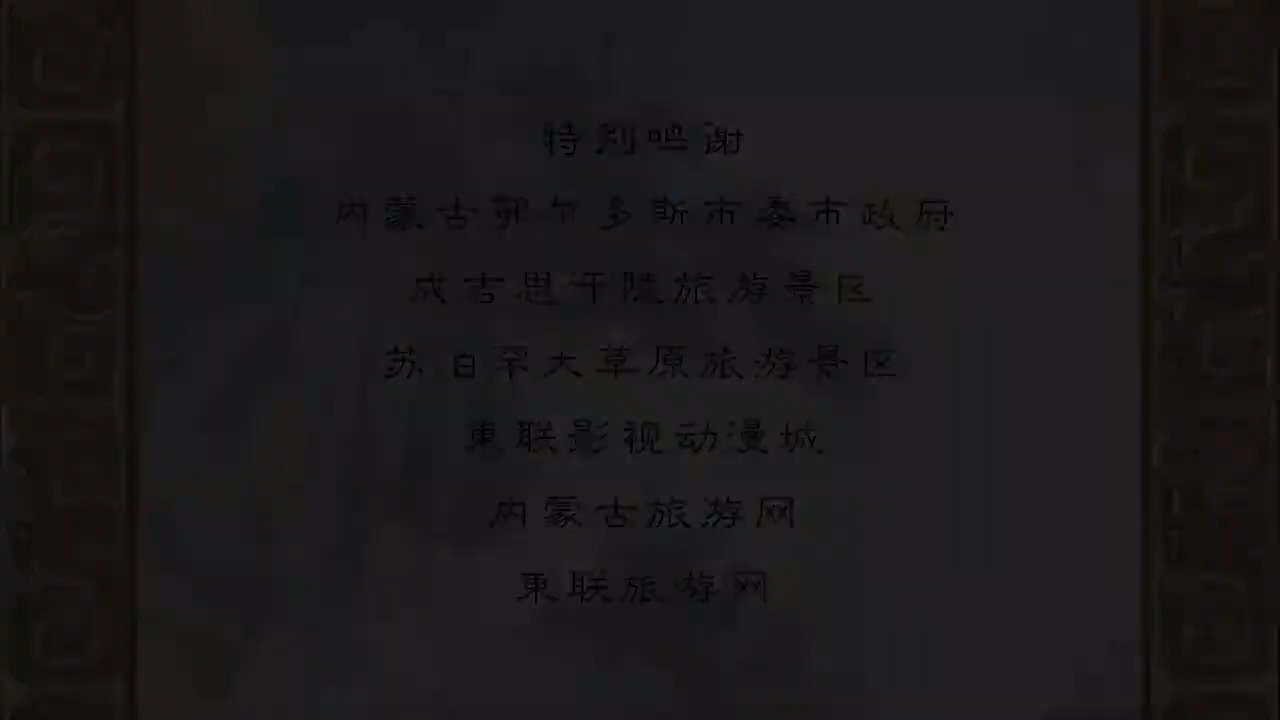 特别鸣谢
内蒙古鄂尔多斯市委市政府
成吉思汗陵旅游景区
苏泊罕大草原旅游景区
東联影视动漫城
内蒙古旅游网
東联旅游网